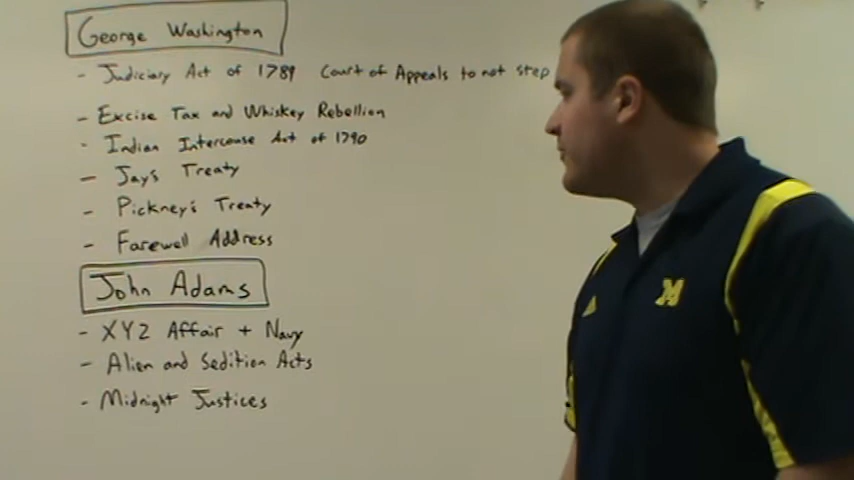 George Washington
- Judiciary Act of 1789 Court of Appeals to not step
- Excise Tax and Whiskey Rebellion
- Indian Intercouse Act of 1790
- Jay's Treaty
- Pickney's Treaty
- Farewell Address
John Adams
- XYZ Affair + Navy
- Alien and Sedition Acts
- Midnight Justices
M